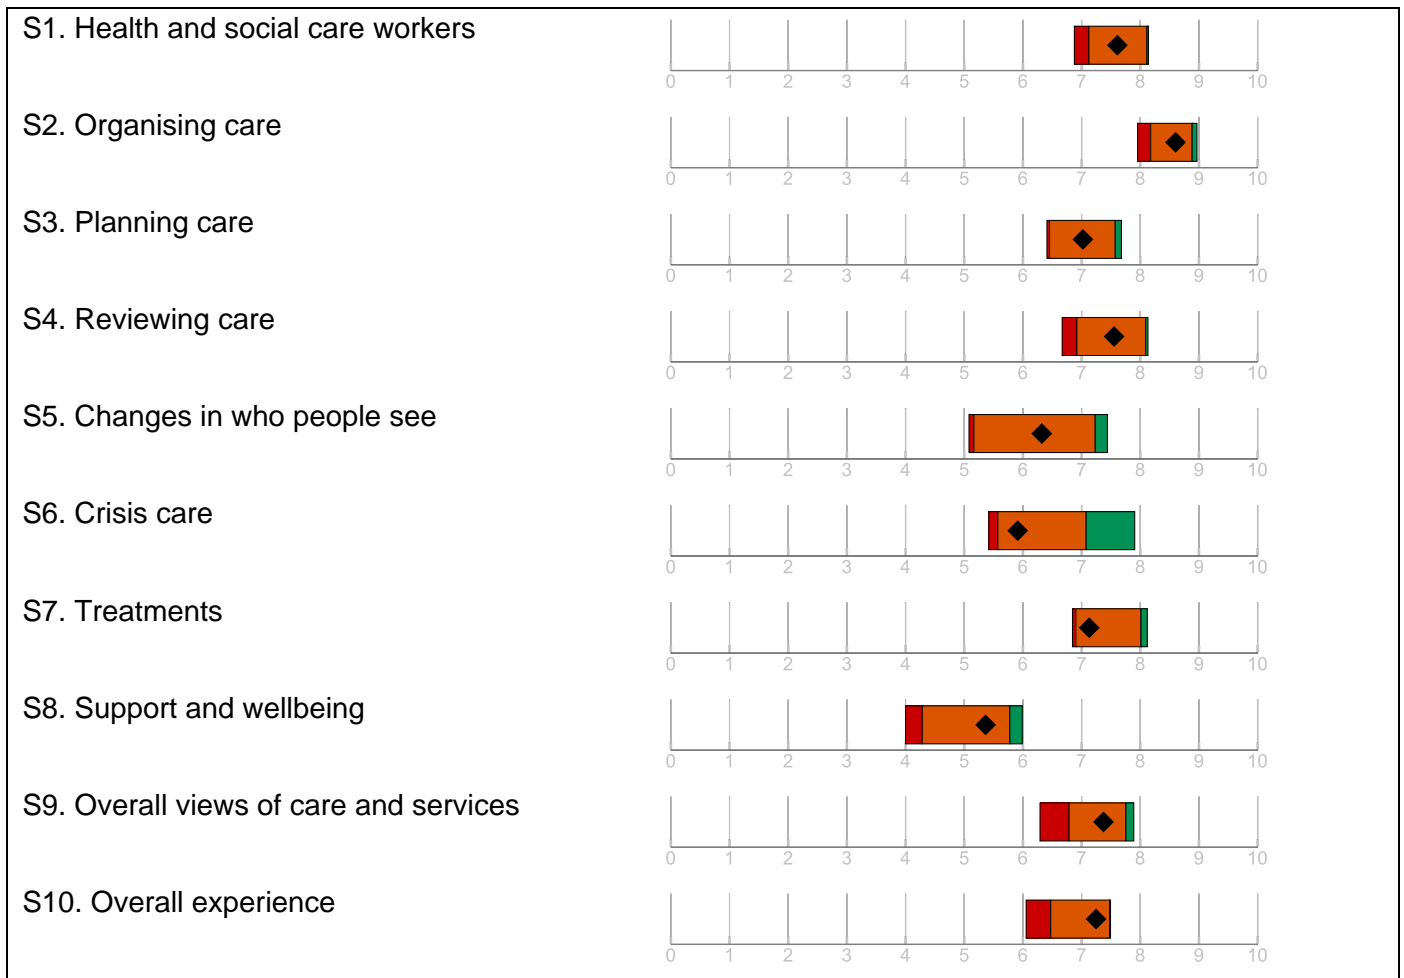 S1. Health and social care workers
0 1 2 3 4 5 6 7 8 9 10
S2. Organising care
0 1 2 3 4 5 6 7 8 9 10
S3. Planning care
0 1 2 3 4 5 6 7 8 9 10
S4. Reviewing care
0 1 2 3 4 5 6 7 8 9 10
S5. Changes in who people see
0 1 2 3 4 5 6 7 8 9 10
S6. Crisis care
0 1 2 3 4 5 6 7 8 9 10
S7. Treatments
0 1 2 3 4 5 6 7 8 9 10
S8. Support and wellbeing
0 1 2 3 4 5 6 7 8 9 10
S9. Overall views of care and services
0 1 2 3 4 5 6 7 8 9 10
S10. Overall experience
0 1 2 3 4 5 6 7 8 9 10